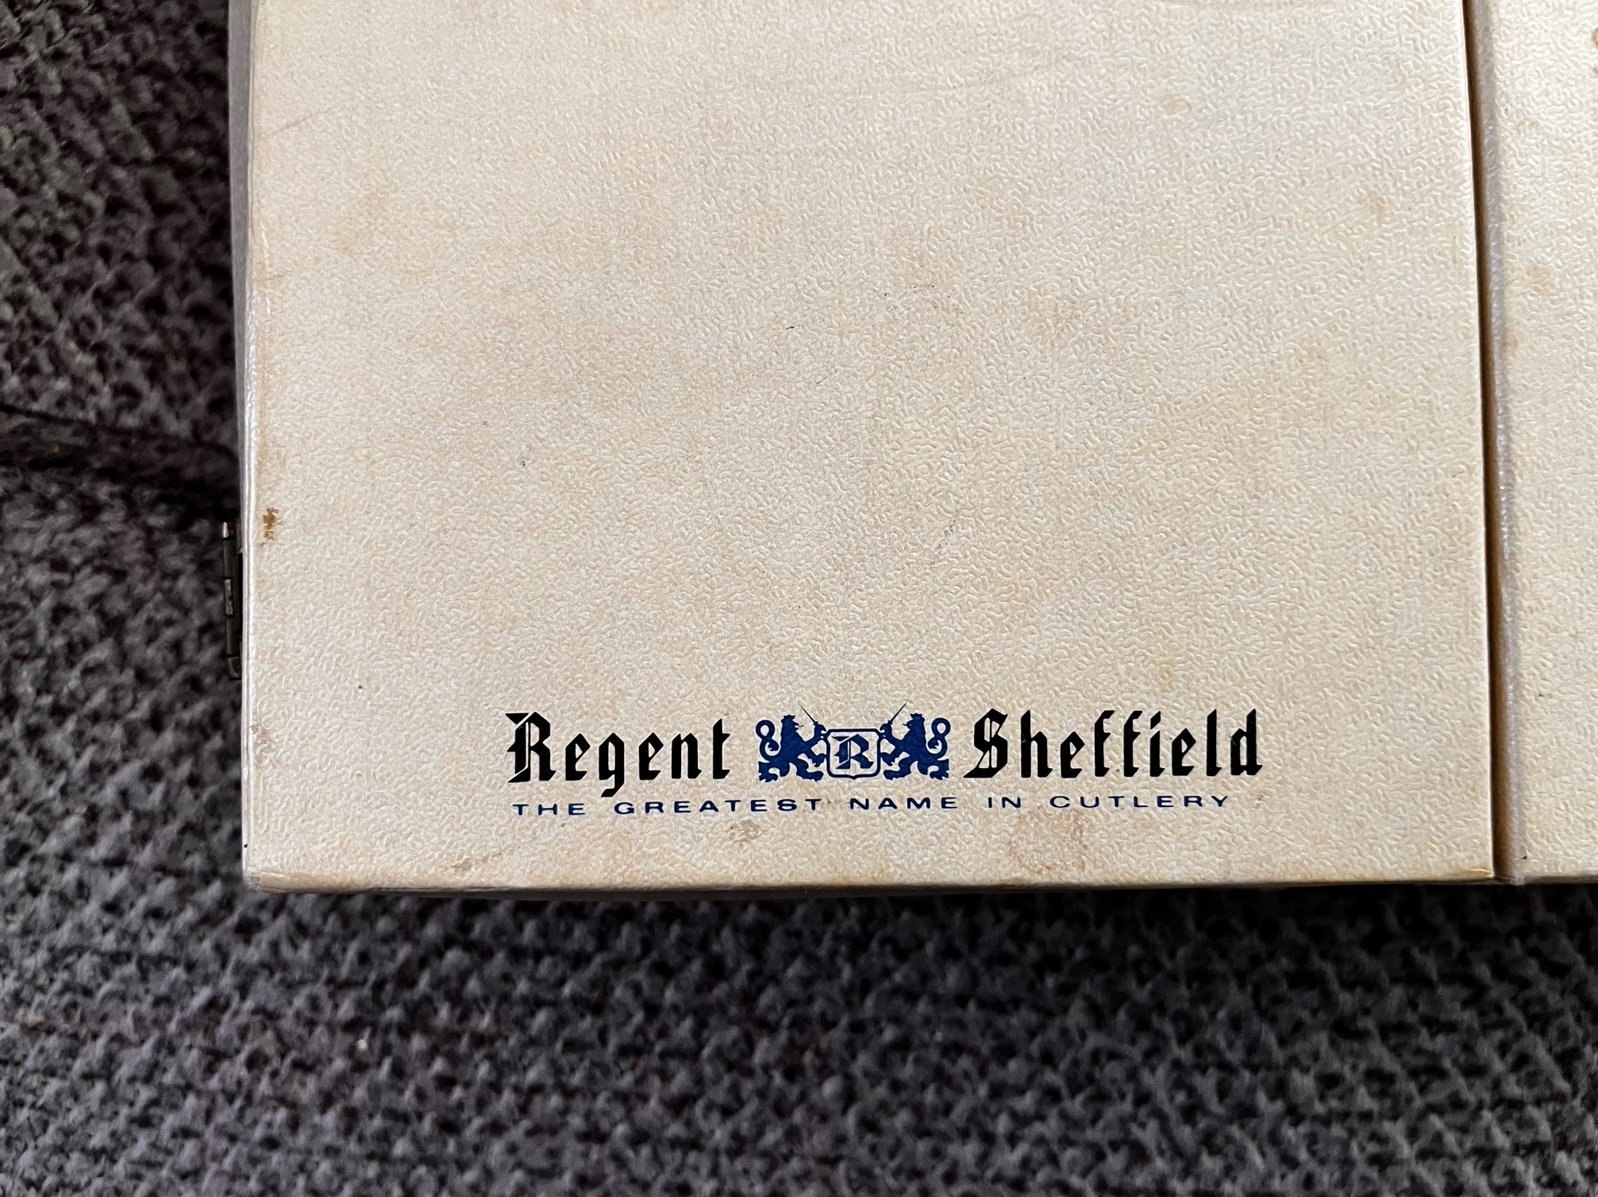 Regent R Sheffield
THE GREATEST NAME IN CUTLERY